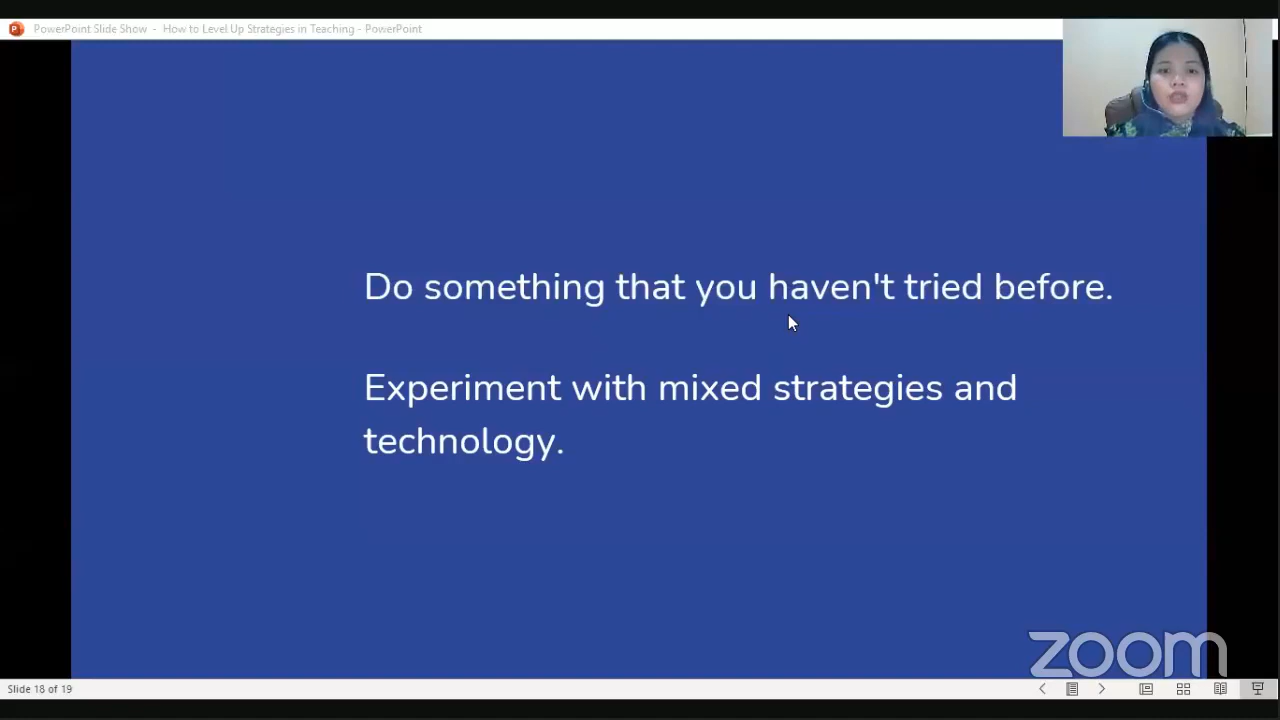 PowerPoint Slide Show - How to Level Up Strategies in Teaching - PowerPoint
Do something that you haven't tried before.
Experiment with mixed strategies and
technology.
zoom
Slide 18 of 19